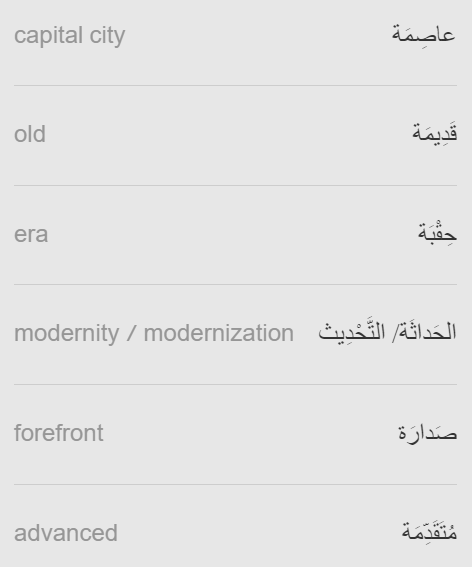 capital city عاصِمَة
old قَدِيمَة
era حِقْبَة
modernity / modernization الحَداثَة/ التَّحْدِيث
forefront صَدارَة
advanced مُتَقَدِّمَة